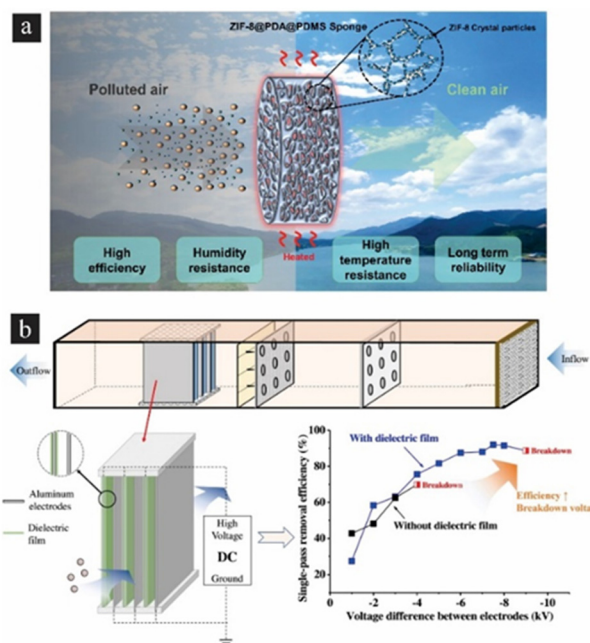 a
ZIF-8@PDA@PDMS Sponge
ZIF-8 Crystal particles
Polluted air
Clean air
Heated
High
efficiency
Humidity
resistance
High
temperature
resistance
Long term
reliability
b
Outflow
Inflow
Aluminum
electrodes
Dielectric
film
High
Voltage
DC
Ground
Single-pass removal efficiency (%)
100
80
60
40
20
With dielectric film
Breakdown
Breakdown
Without dielectric film
Efficiency ↑
Breakdown volta
-2
-4
-6
-8
-10
Voltage difference between electrodes (kV)